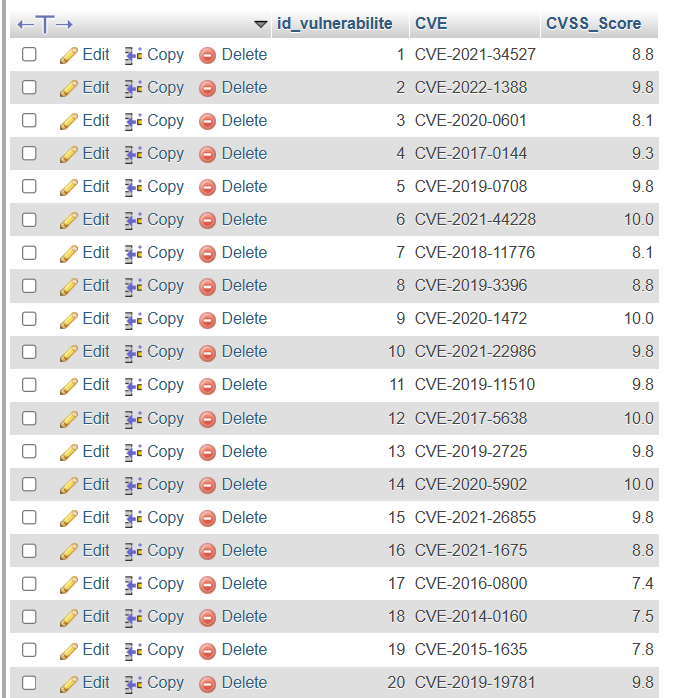 ←T→ id_vulnerabilite CVE CVSS_Score
Edit Copy Delete 1 CVE-2021-34527 8.8
Edit Copy Delete 2 CVE-2022-1388 9.8
Edit Copy Delete 3 CVE-2020-0601 8.1
Edit Copy Delete 4 CVE-2017-0144 9.3
Edit Copy Delete 5 CVE-2019-0708 9.8
Edit Copy Delete 6 CVE-2021-44228 10.0
Edit Copy Delete 7 CVE-2018-11776 8.1
Edit Copy Delete 8 CVE-2019-3396 8.8
Edit Copy Delete 9 CVE-2020-1472 10.0
Edit Copy Delete 10 CVE-2021-22986 9.8
Edit Copy Delete 11 CVE-2019-11510 9.8
Edit Copy Delete 12 CVE-2017-5638 10.0
Edit Copy Delete 13 CVE-2019-2725 9.8
Edit Copy Delete 14 CVE-2020-5902 10.0
Edit Copy Delete 15 CVE-2021-26855 9.8
Edit Copy Delete 16 CVE-2021-1675 8.8
Edit Copy Delete 17 CVE-2016-0800 7.4
Edit Copy Delete 18 CVE-2014-0160 7.5
Edit Copy Delete 19 CVE-2015-1635 7.8
Edit Copy Delete 20 CVE-2019-19781 9.8